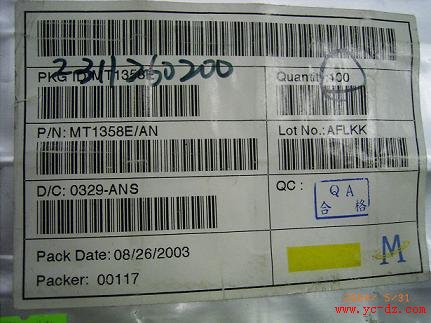 PKG ID: MT1358E
2311260200
Quantity: 100
P/N: MT1358E/AN
Lot No.: AFLKK
D/C: 0329-ANS
QC :
QA
合格
Pack Date: 08/26/2003
Packer: 00117
M
www.yc-dz.com